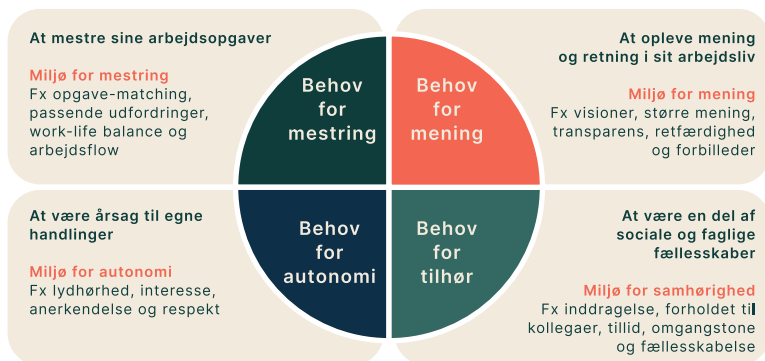 At mestre sine arbejdsopgaver
Miljø for mestring
Fx opgave-matching,
passende udfordringer,
work-life balance og
arbejdsflow
Behov
for
mestring
Behov
for
mening
At opleve mening
og retning i sit arbejdsliv
Miljø for mening
Fx visioner, større mening,
transparens, retfærdighed
og forbilleder
At være årsag til egne
handlinger
Miljø for autonomi
Fx lydhørhed, interesse,
anerkendelse og respekt
Behov
for
autonomi
Behov
for
tilhør
At være en del af
sociale og faglige
fællesskaber
Miljø for samhørighed
Fx inddragelse, forholdet til
kollegaer, tillid, omgangstone
og fællesskabelse